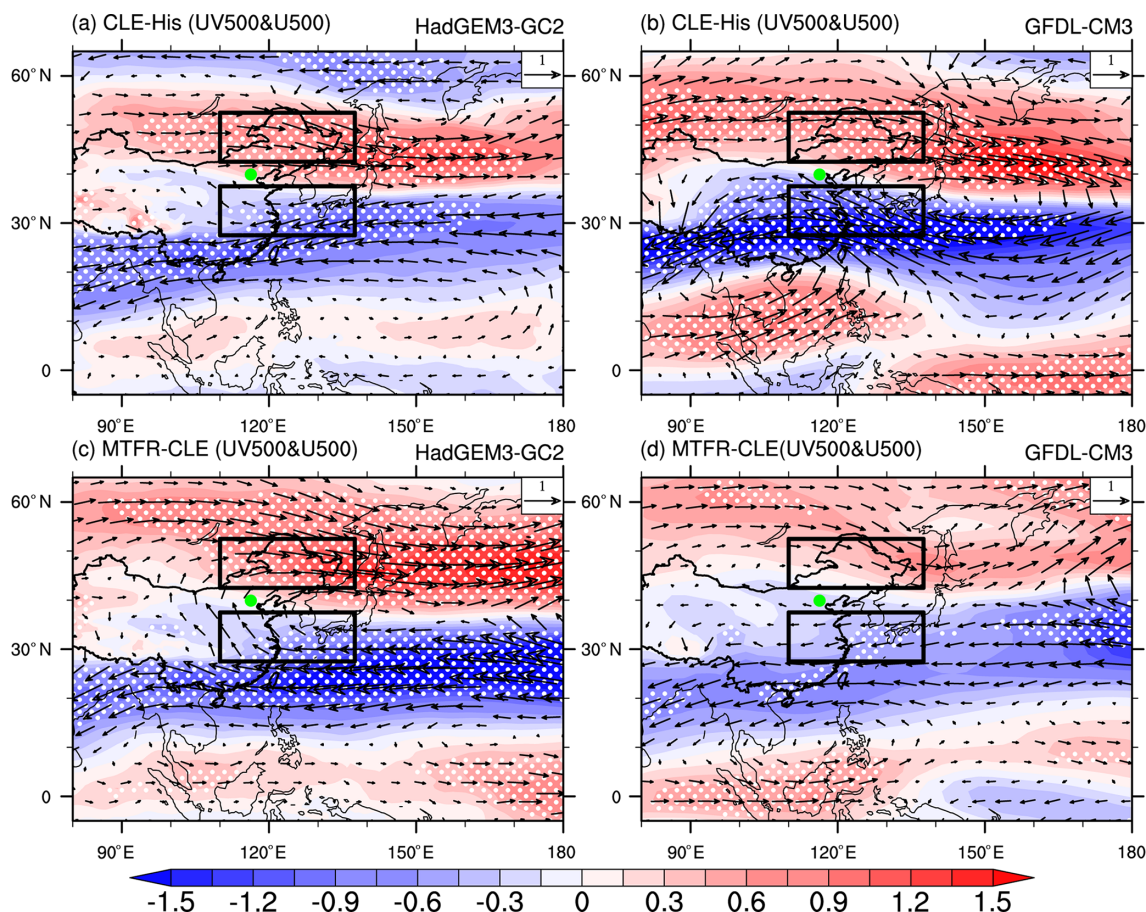 (a) CLE-His (UV500&U500) HadGEM3-GC2
(b) CLE-His (UV500&U500) GFDL-CM3
1
1
60°N
60°N
30°N
30°N
0
0
90°E 120°E 150°E 180
90°E 120°E 150°E 180
(c) MTFR-CLE (UV500&U500) HadGEM3-GC2
(d) MTFR-CLE(UV500&U500) GFDL-CM3
1
1
60°N
60°N
30°N
30°N
0
0
90°E 120°E 150°E 180
90°E 120°E 150°E 180
-1.5 -1.2 -0.9 -0.6 -0.3 0 0.3 0.6 0.9 1.2 1.5